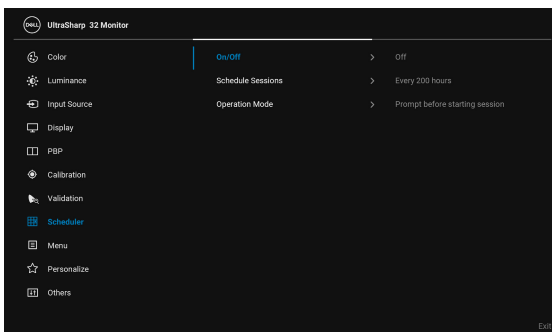 DELL UltraSharp 32 Monitor
Color
On/Off > Off
Luminance
Schedule Sessions > Every 200 hours
Input Source
Operation Mode > Prompt before starting session
Display
PBP
Calibration
Validation
Scheduler
Menu
Personalize
Others
Exit